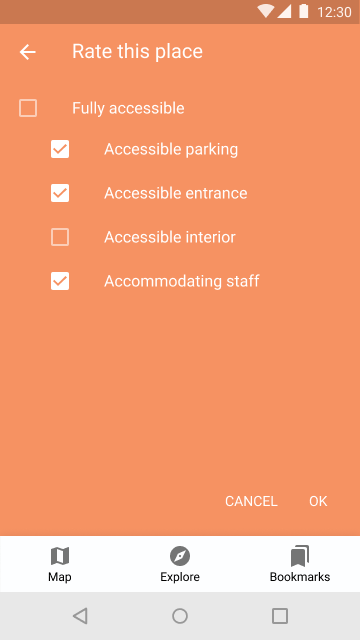 12:30
Rate this place
Fully accessible
Accessible parking
Accessible entrance
Accessible interior
Accommodating staff
CANCEL OK
Map Explore Bookmarks